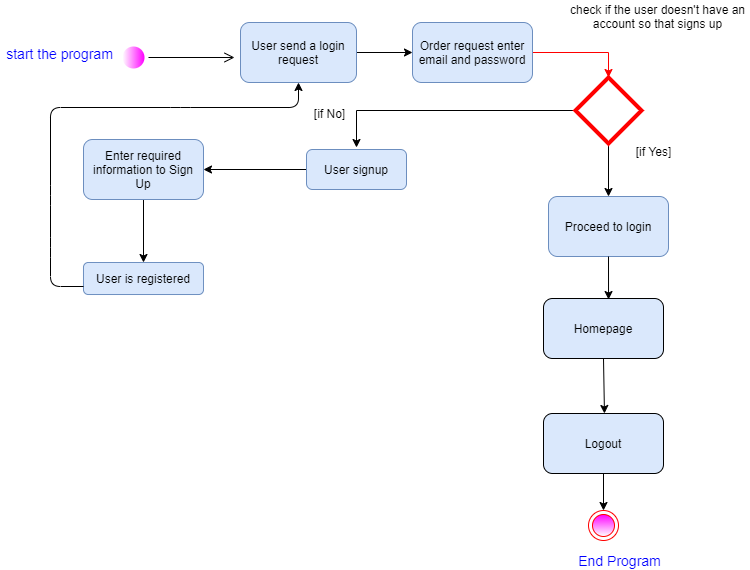 check if the user doesn't have an
account so that signs up
start the program
User send a login
request
Order request enter
email and password
[if No]
[if Yes]
Enter required
information to Sign
Up
User signup
Proceed to login
User is registered
Homepage
Logout
End Program